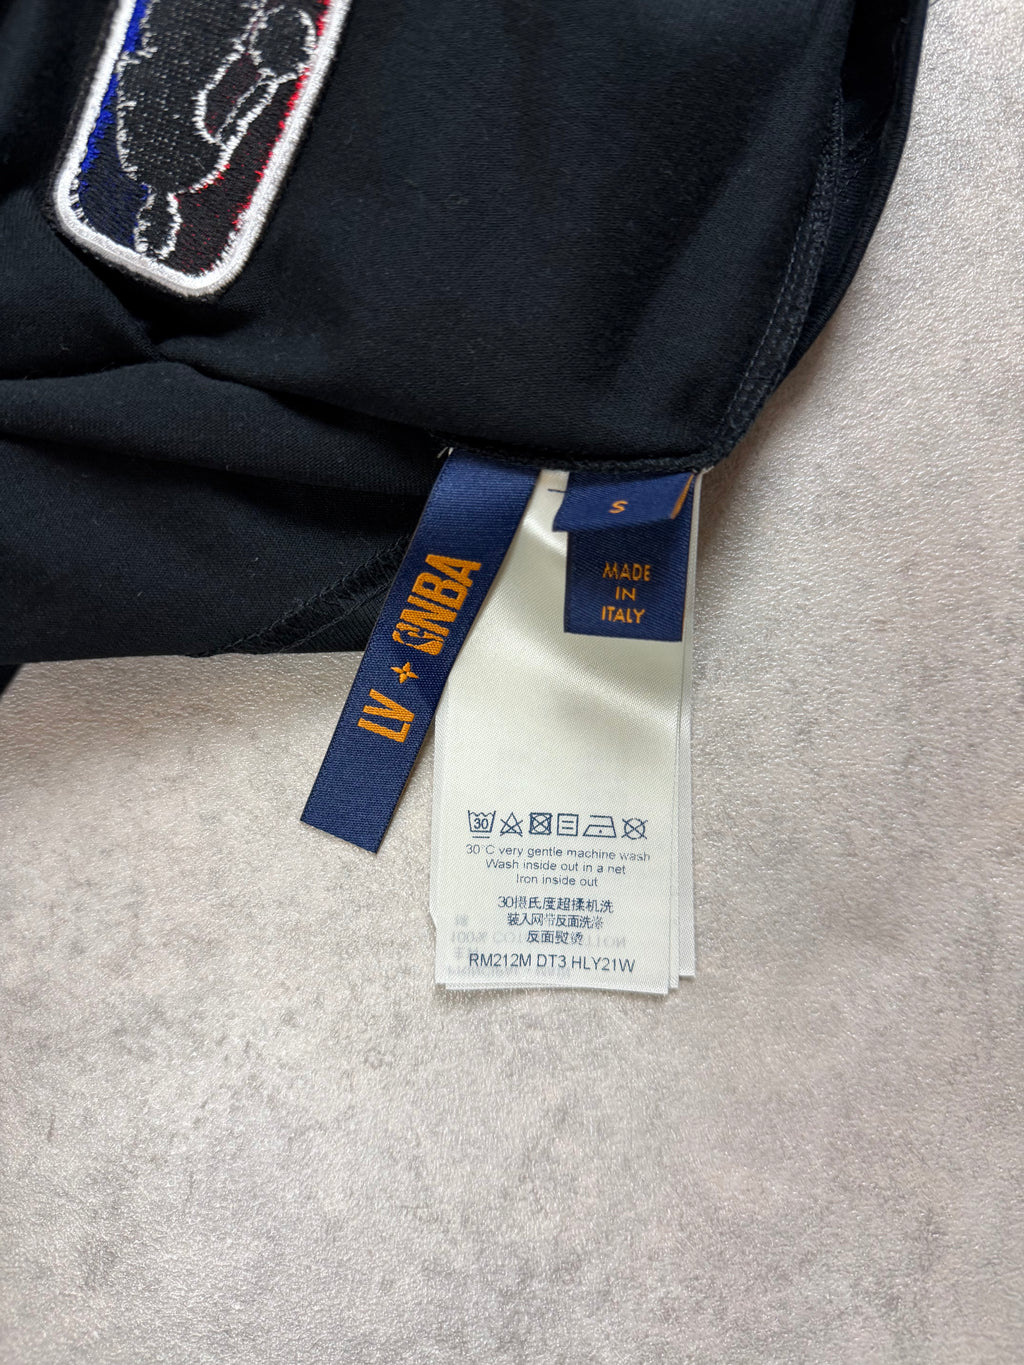 S
MADE
IN
ITALY
LV + NBA
30
30°C very gentle machine wash
Wash inside out in a net
Iron inside out
30摄氏度超揉机洗
装入网带反面洗涤
反面熨烫
RM212M DT3 HLY21W